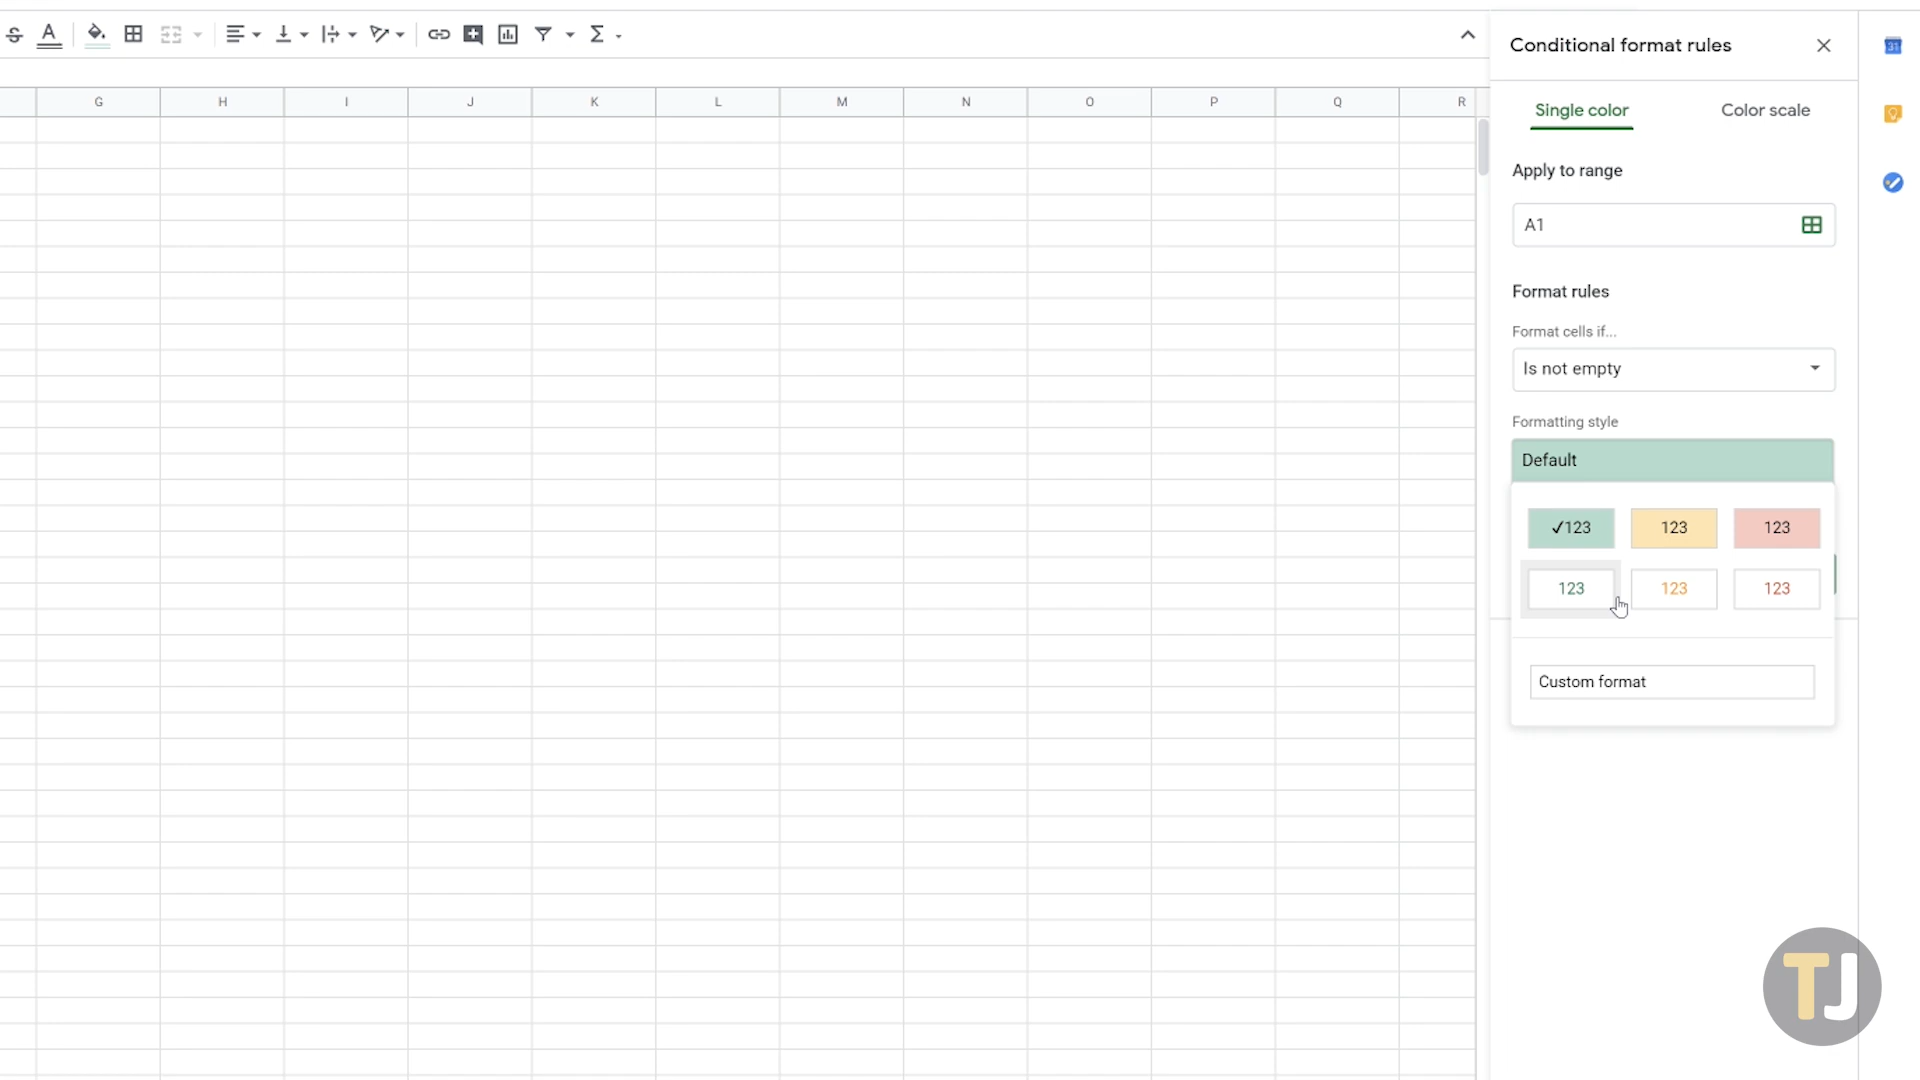 Conditional format rules
G H I J K L M N O P Q R
Single color Color scale
Apply to range
A1
Format rules
Format cells if...
Is not empty
Formatting style
Default
✓123 123 123
123 123 123
Custom format
31
TJ